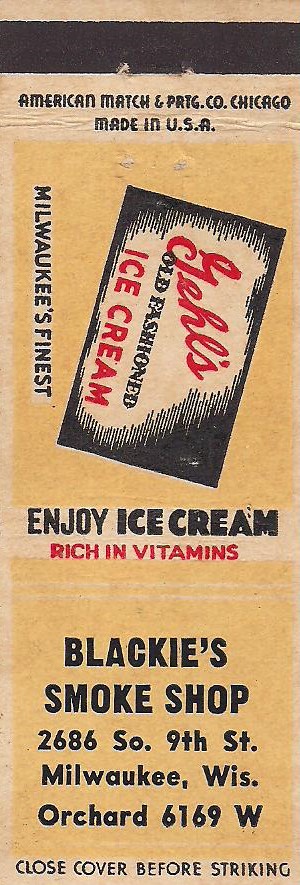 AMERICAN MATCH & PRTG. CO. CHICAGO
MADE IN U.S.A.
MILWAUKEE'S FINEST
Gehl's
OLD FASHIONED
ICE CREAM
ENJOY ICE CREAM
RICH IN VITAMINS
BLACKIE'S
SMOKE SHOP
2686 So. 9th St.
Milwaukee, Wis.
Orchard 6169 W
CLOSE COVER BEFORE STRIKING